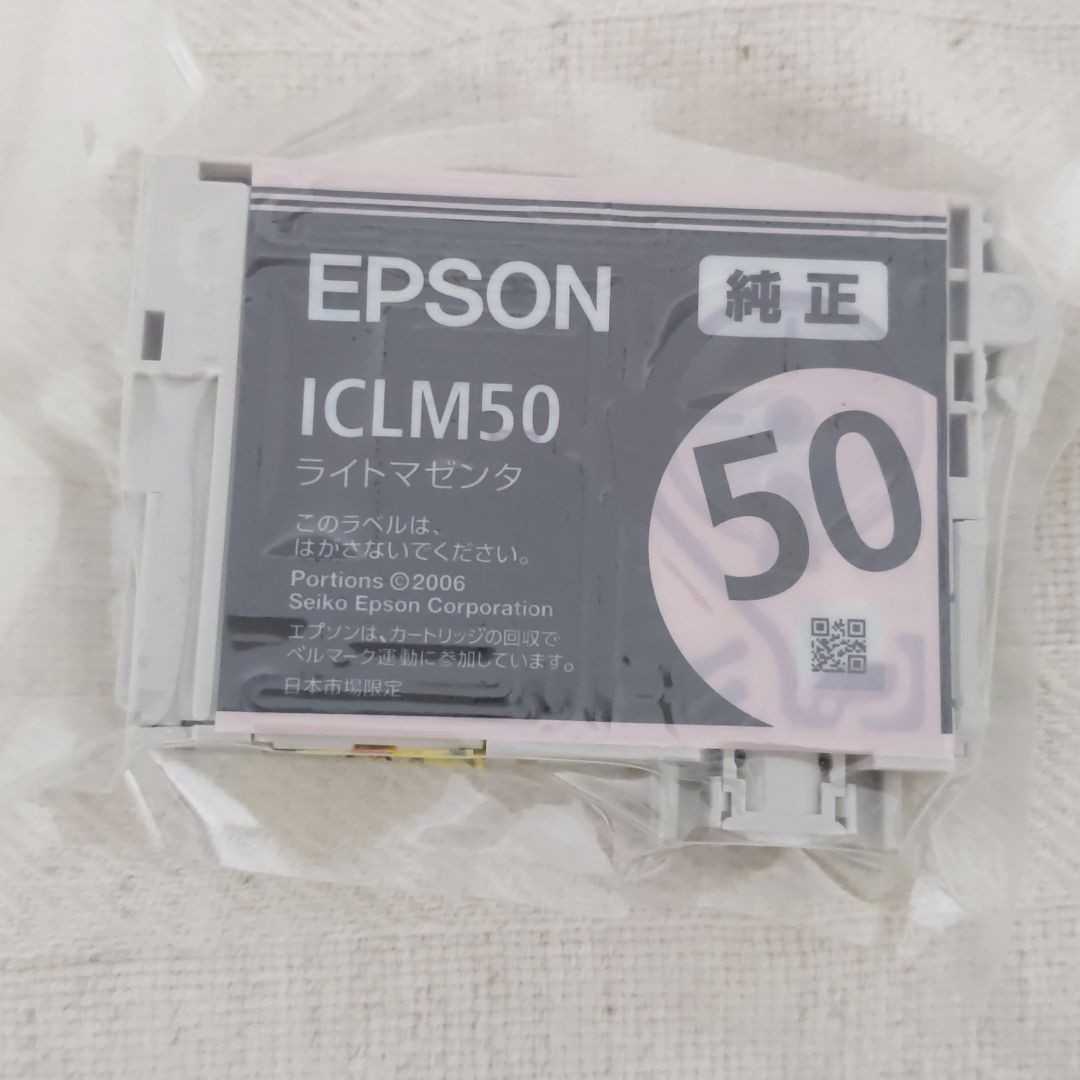 EPSON
純正
ICLM50
ライトマゼンタ
50
このラベルは、
はがさないでください。
Portions ©2006
Seiko Epson Corporation
エプソンは、カートリッジの回収で
ベルマーク運動に参加しています。
日本市場限定